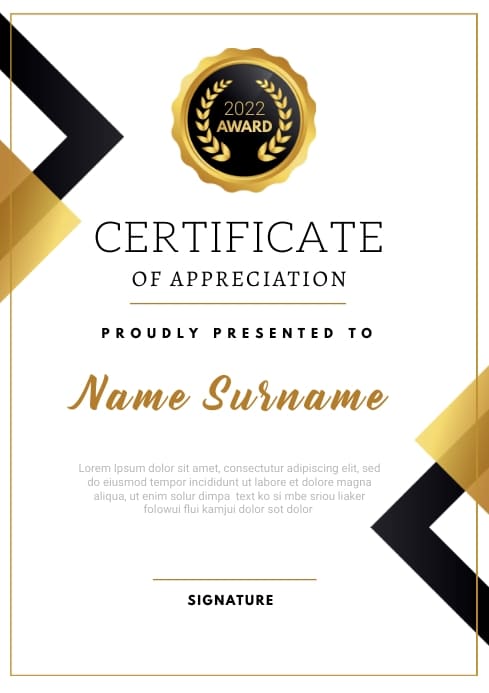 2022
AWARD
CERTIFICATE
OF APPRECIATION
PROUDLY PRESENTED TO
Name Surname
Lorem Ipsum dolor sit amet, consectutur adipiscing elit, sed
do eiusmod tempor incididunt ut labore et dolore magna
aliqua, ut enim solur dimpa text ko si mbe sriou liaker
folowui flui kamjui dolor sot dolor
SIGNATURE